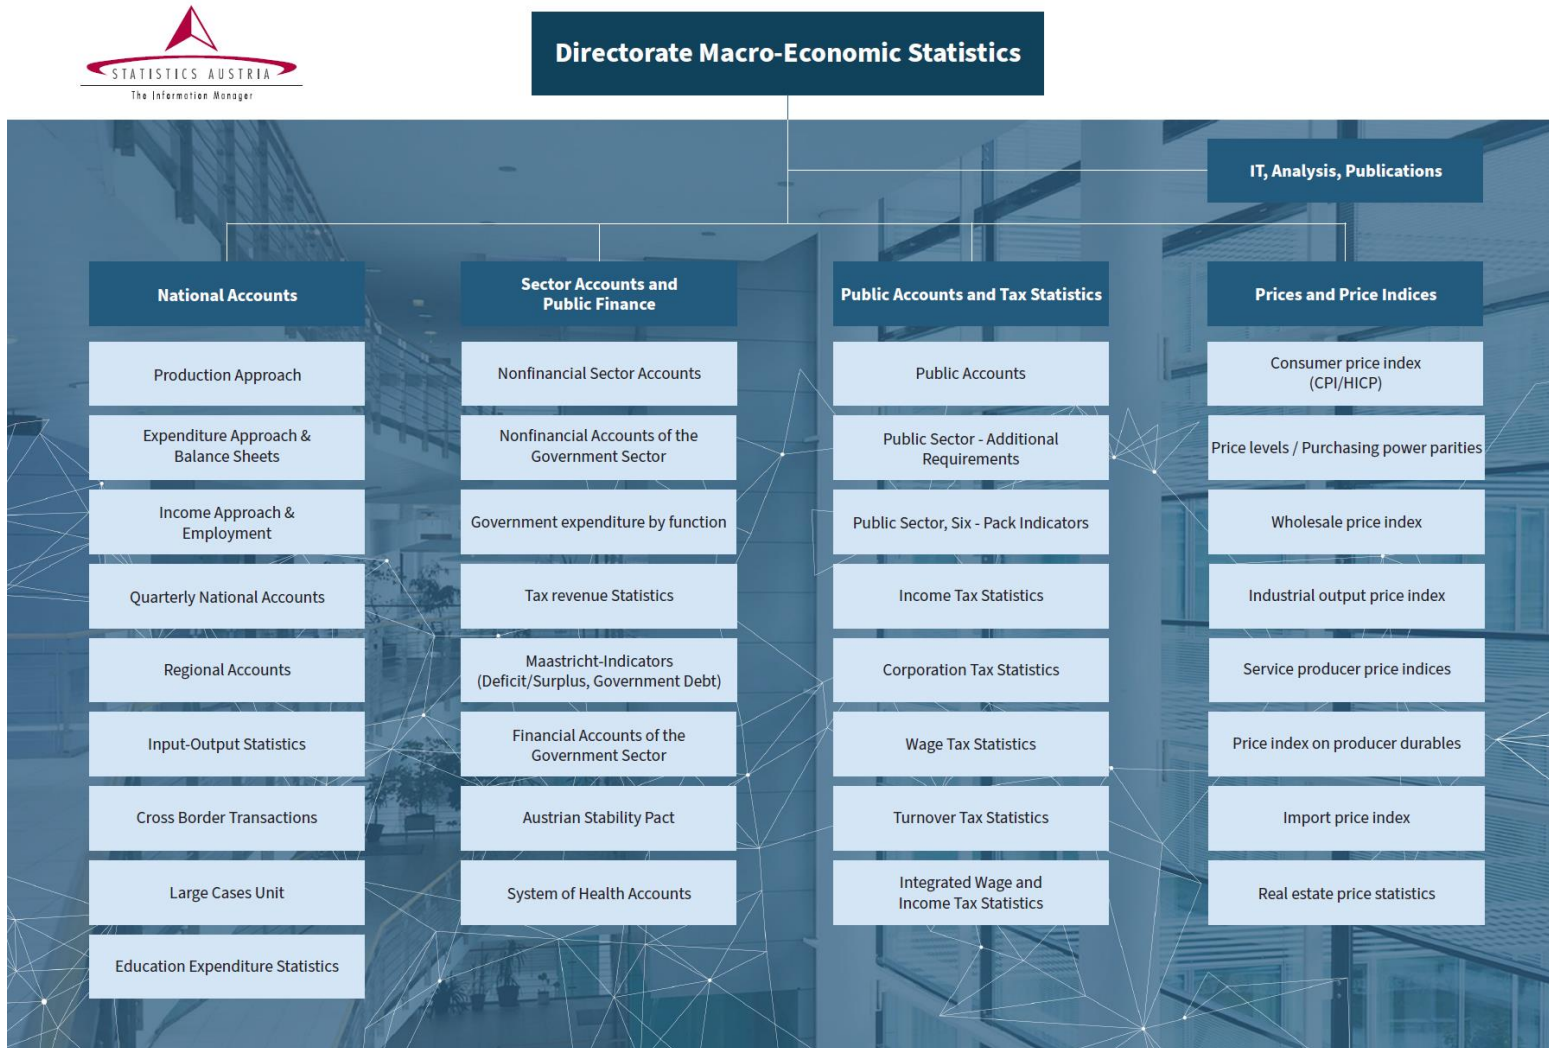 STATISTICS AUSTRIA
The Information Manager
Directorate Macro-Economic Statistics
IT, Analysis, Publications
National Accounts
Production Approach
Expenditure Approach &
Balance Sheets
Income Approach &
Employment
Quarterly National Accounts
Regional Accounts
Input-Output Statistics
Cross Border Transactions
Large Cases Unit
Education Expenditure Statistics
Sector Accounts and
Public Finance
Nonfinancial Sector Accounts
Nonfinancial Accounts of the
Government Sector
Government expenditure by function
Tax revenue Statistics
Maastricht-Indicators
(Deficit/Surplus, Government Debt)
Financial Accounts of the
Government Sector
Austrian Stability Pact
System of Health Accounts
Public Accounts and Tax Statistics
Public Accounts
Public Sector - Additional
Requirements
Public Sector, Six - Pack Indicators
Income Tax Statistics
Corporation Tax Statistics
Wage Tax Statistics
Turnover Tax Statistics
Integrated Wage and
Income Tax Statistics
Prices and Price Indices
Consumer price index
(CPI/HICP)
Price levels / Purchasing power parities
Wholesale price index
Industrial output price index
Service producer price indices
Price index on producer durables
Import price index
Real estate price statistics